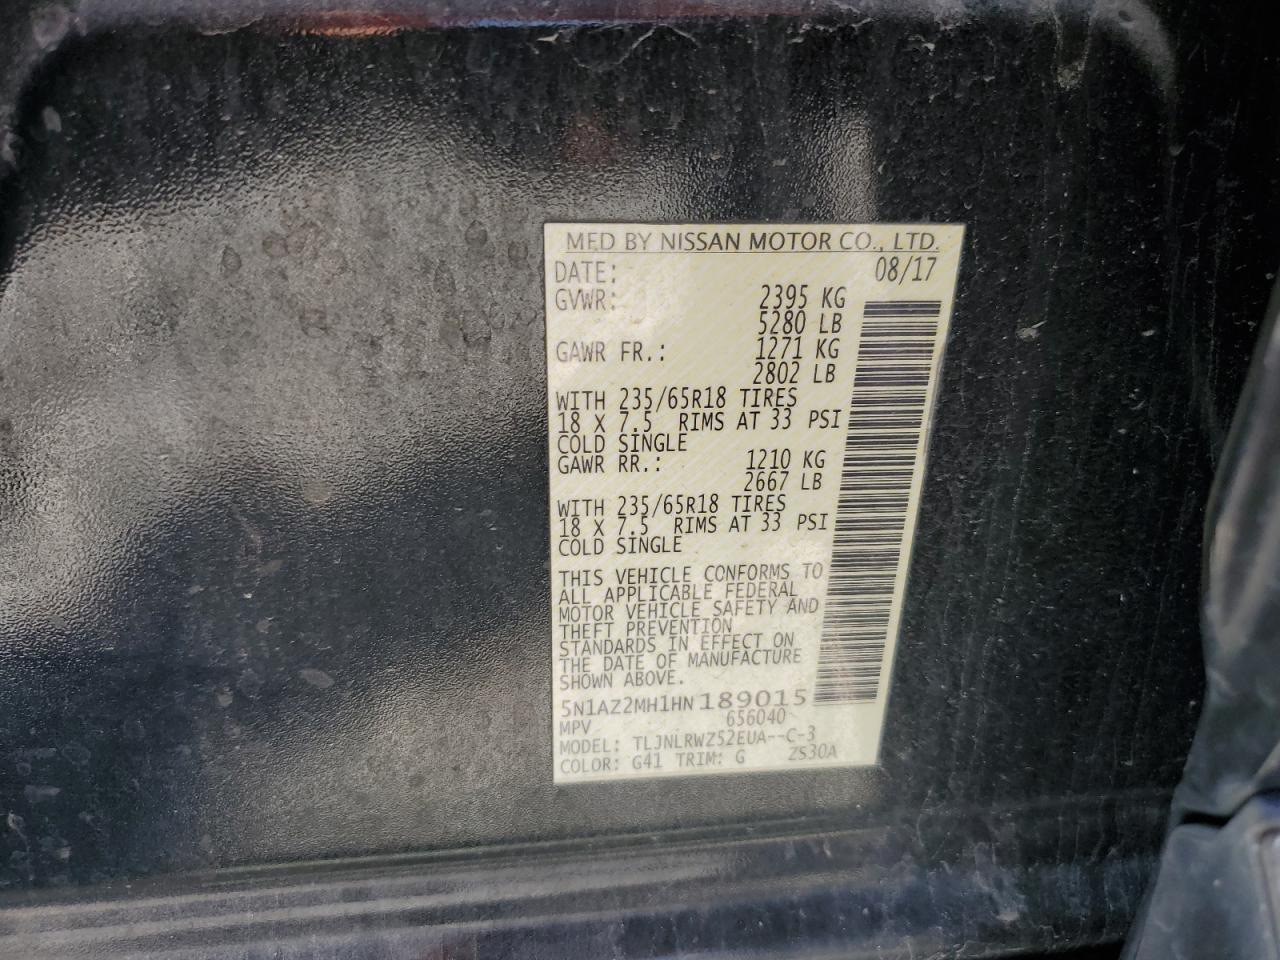 MFD BY NISSAN MOTOR CO., LTD.
DATE: 08/17
GVWR: 2395 KG
5280 LB
GAWR FR.: 1271 KG
2802 LB
WITH 235/65R18 TIRES
18 X 7.5 RIMS AT 33 PSI
COLD SINGLE
GAWR RR.: 1210 KG
2667 LB
WITH 235/65R18 TIRES
18 X 7.5 RIMS AT 33 PSI
COLD SINGLE
THIS VEHICLE CONFORMS TO
ALL APPLICABLE FEDERAL
MOTOR VEHICLE SAFETY AND
THEFT PREVENTION
STANDARDS IN EFFECT ON
THE DATE OF MANUFACTURE
SHOWN ABOVE.
5N1AZ2MH1HN189015
MPV 656040
MODEL: TLJNLRWZ52EUA--C-3
COLOR: G41 TRIM: G ZS30A